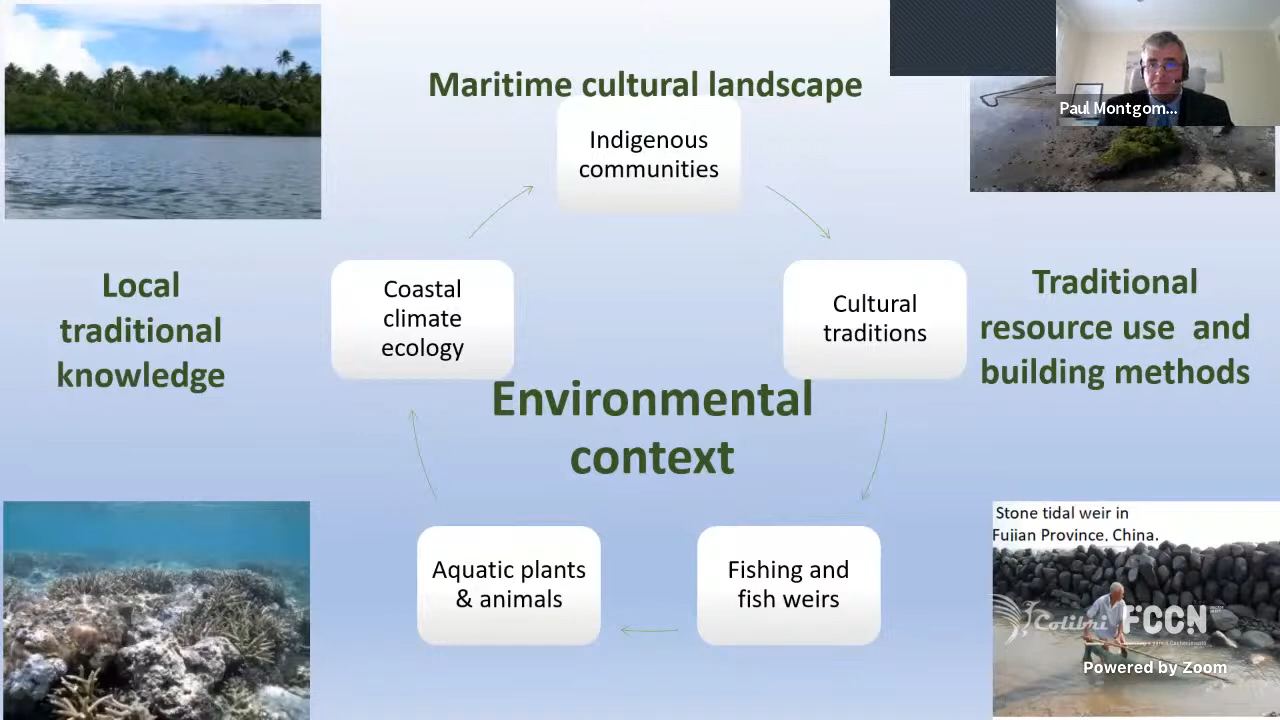 Maritime cultural landscape
Paul Montgom...
Indigenous
communities
Coastal
climate
ecology
Cultural
traditions
Local
traditional
knowledge
Traditional
resource use and
building methods
Environmental
context
Aquatic plants
& animals
Fishing and
fish weirs
Stone tidal weir in
Fujian Province, China.
Colibri FCCN
Powered by Zoom